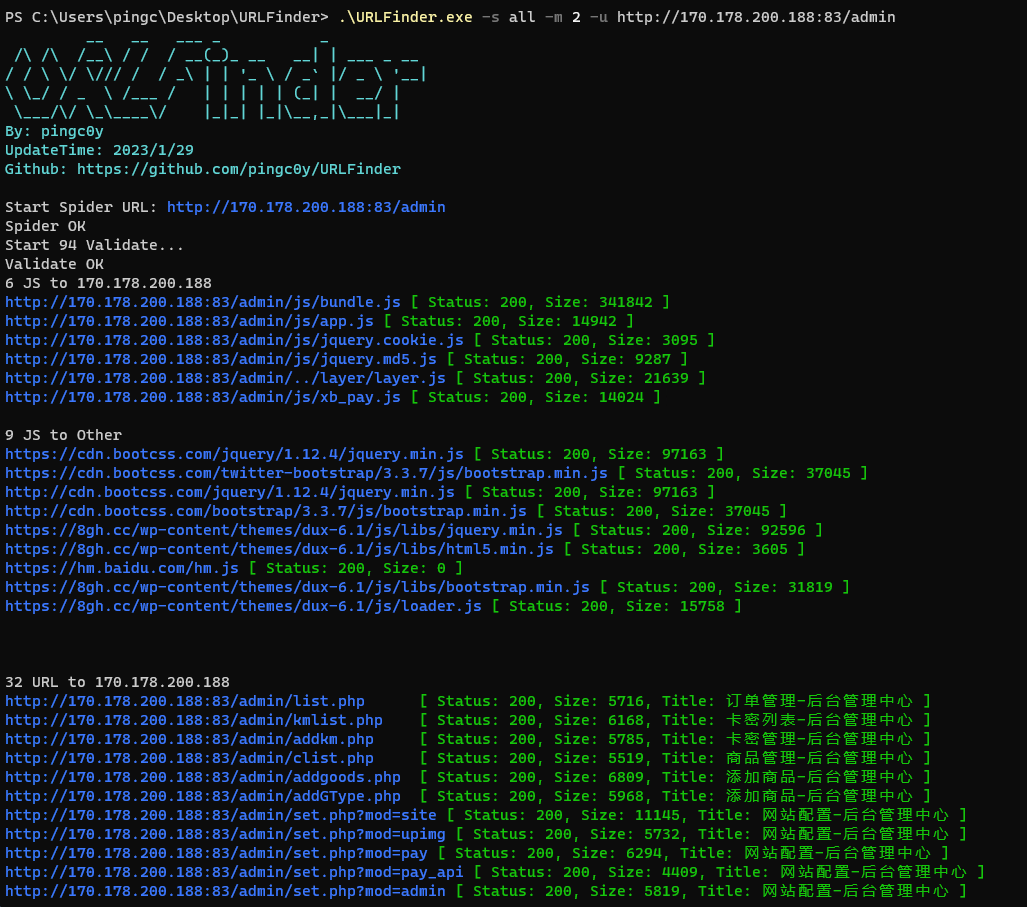 PS C:\Users\pingc\Desktop\URLFinder> .\URLFinder.exe -s all -m 2 -u http://170.178.200.188:83/admin
By: pingc0y
UpdateTime: 2023/1/29
Github: https://github.com/pingc0y/URLFinder
Start Spider URL: http://170.178.200.188:83/admin
Spider OK
Start 94 Validate...
Validate OK
6 JS to 170.178.200.188
http://170.178.200.188:83/admin/js/bundle.js [ Status: 200, Size: 341842 ]
http://170.178.200.188:83/admin/js/app.js [ Status: 200, Size: 14942 ]
http://170.178.200.188:83/admin/js/jquery.cookie.js [ Status: 200, Size: 3095 ]
http://170.178.200.188:83/admin/js/jquery.md5.js [ Status: 200, Size: 9287 ]
http://170.178.200.188:83/admin/../layer/layer.js [ Status: 200, Size: 21639 ]
http://170.178.200.188:83/admin/js/xb_pay.js [ Status: 200, Size: 14024 ]
9 JS to Other
https://cdn.bootcss.com/jquery/1.12.4/jquery.min.js [ Status: 200, Size: 97163 ]
https://cdn.bootcss.com/twitter-bootstrap/3.3.7/js/bootstrap.min.js [ Status: 200, Size: 37045 ]
http://cdn.bootcss.com/jquery/1.12.4/jquery.min.js [ Status: 200, Size: 97163 ]
http://cdn.bootcss.com/bootstrap/3.3.7/js/bootstrap.min.js [ Status: 200, Size: 37045 ]
https://8gh.cc/wp-content/themes/dux-6.1/js/libs/jquery.min.js [ Status: 200, Size: 92596 ]
https://8gh.cc/wp-content/themes/dux-6.1/js/libs/html5.min.js [ Status: 200, Size: 3605 ]
https://hm.baidu.com/hm.js [ Status: 200, Size: 0 ]
https://8gh.cc/wp-content/themes/dux-6.1/js/libs/bootstrap.min.js [ Status: 200, Size: 31819 ]
https://8gh.cc/wp-content/themes/dux-6.1/js/loader.js [ Status: 200, Size: 15758 ]
32 URL to 170.178.200.188
http://170.178.200.188:83/admin/list.php [ Status: 200, Size: 5716, Title: 订单管理-后台管理中心 ]
http://170.178.200.188:83/admin/kmlist.php [ Status: 200, Size: 6168, Title: 卡密列表-后台管理中心 ]
http://170.178.200.188:83/admin/addkm.php [ Status: 200, Size: 5785, Title: 卡密管理-后台管理中心 ]
http://170.178.200.188:83/admin/clist.php [ Status: 200, Size: 5519, Title: 商品管理-后台管理中心 ]
http://170.178.200.188:83/admin/addgoods.php [ Status: 200, Size: 6809, Title: 添加商品-后台管理中心 ]
http://170.178.200.188:83/admin/addGType.php [ Status: 200, Size: 5968, Title: 添加商品-后台管理中心 ]
http://170.178.200.188:83/admin/set.php?mod=site [ Status: 200, Size: 11145, Title: 网站配置-后台管理中心 ]
http://170.178.200.188:83/admin/set.php?mod=upimg [ Status: 200, Size: 5732, Title: 网站配置-后台管理中心 ]
http://170.178.200.188:83/admin/set.php?mod=pay [ Status: 200, Size: 6294, Title: 网站配置-后台管理中心 ]
http://170.178.200.188:83/admin/set.php?mod=pay_api [ Status: 200, Size: 4409, Title: 网站配置-后台管理中心 ]
http://170.178.200.188:83/admin/set.php?mod=admin [ Status: 200, Size: 5819, Title: 网站配置-后台管理中心 ]